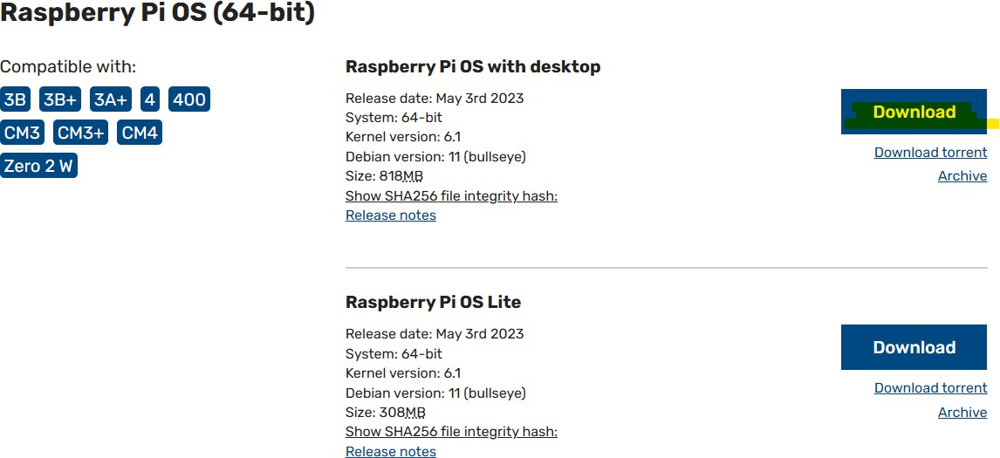 Raspberry Pi OS (64-bit)
Compatible with:
3B 3B+ 3A+ 4 400
CM3 CM3+ CM4
Zero 2 W
Raspberry Pi OS with desktop
Release date: May 3rd 2023
System: 64-bit
Kernel version: 6.1
Debian version: 11 (bullseye)
Size: 818MB
Show SHA256 file integrity hash:
Release notes
Download
Download torrent
Archive
Raspberry Pi OS Lite
Release date: May 3rd 2023
System: 64-bit
Kernel version: 6.1
Debian version: 11 (bullseye)
Size: 308MB
Show SHA256 file integrity hash:
Release notes
Download
Download torrent
Archive